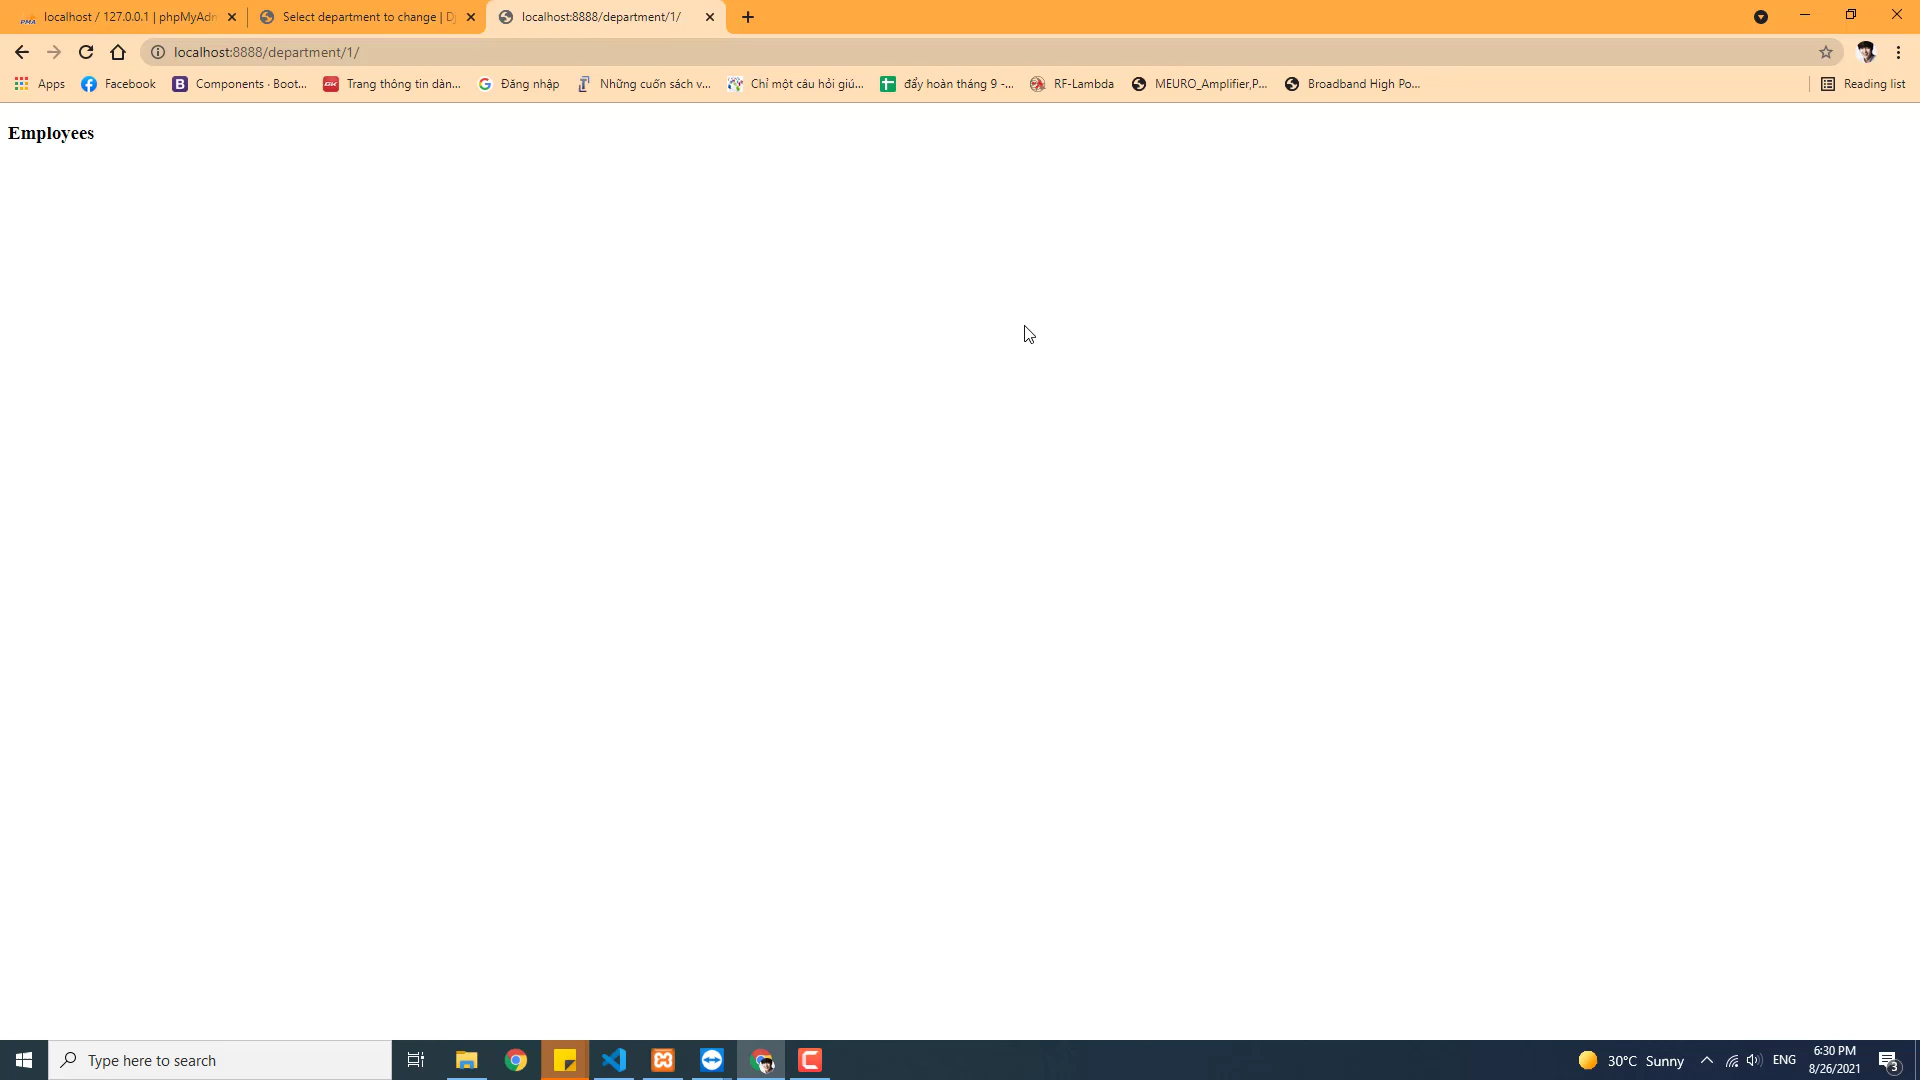 localhost / 127.0.0.1 | phpMyAdm
Select department to change | Dj
localhost:8888/department/1/
localhost:8888/department/1/
Apps
Facebook
Components · Boot...
Trang thông tin dàn...
Đăng nhập
Những cuốn sách v...
Chỉ một câu hỏi giú...
đẩy hoàn tháng 9 -...
RF-Lambda
MEURO_Amplifier,P...
Broadband High Po...
Reading list
Employees
Type here to search
30°C Sunny
ENG
6:30 PM
8/26/2021
3